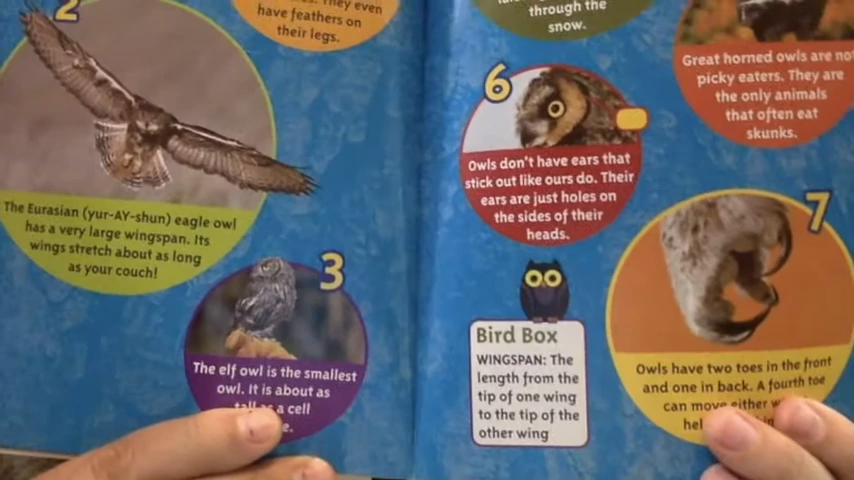 2
They even
have feathers on
their legs.
The Eurasian (yur-AY-shun) eagle owl
has a very large wingspan. Its
wings stretch about as long
as your couch!
3
The elf owl is the smallest
owl. It is about as
tall as a cell
through the
snow.
Great horned owls are not
picky eaters. They are
the only animals
that often eat
skunks.
6
Owls don't have ears that
stick out like ours do. Their
ears are just holes on
the sides of their
heads.
Bird Box
WINGSPAN: The
length from the
tip of one wing
to the tip of the
other wing
7
Owls have two toes in the front
and one in back. A fourth toe
can move either